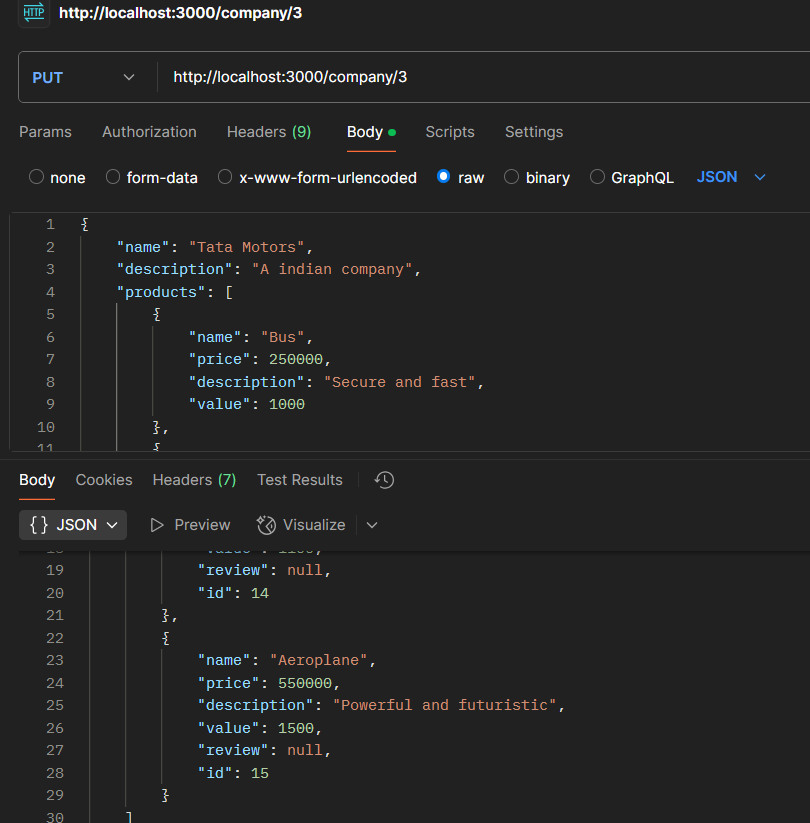 HTTP http://localhost:3000/company/3
PUT http://localhost:3000/company/3
Params Authorization Headers (9) Body Scripts Settings
none form-data x-www-form-urlencoded raw binary GraphQL JSON
1 {
2 "name": "Tata Motors",
3 "description": "A indian company",
4 "products": [
5 {
6 "name": "Bus",
7 "price": 250000,
8 "description": "Secure and fast",
9 "value": 1000
10 },
11 {
Body Cookies Headers (7) Test Results
{} JSON Preview Visualize
19 "review": null,
20 "id": 14
21 },
22 {
23 "name": "Aeroplane",
24 "price": 550000,
25 "description": "Powerful and futuristic",
26 "value": 1500,
27 "review": null,
28 "id": 15
29 }
30 ]